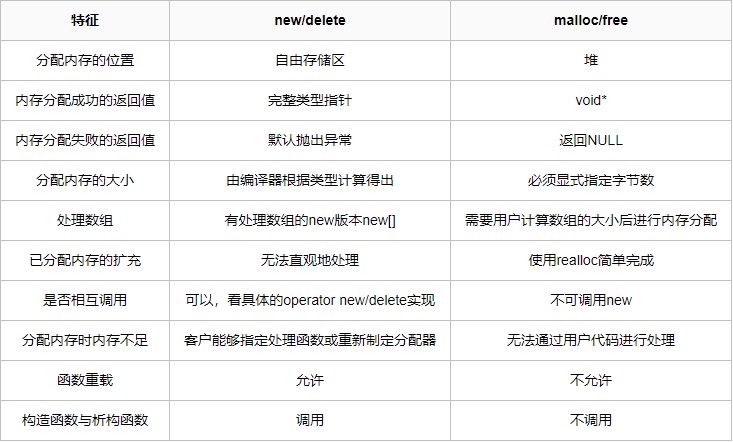 特征 new/delete malloc/free
分配内存的位置 自由存储区 堆
内存分配成功的返回值 完整类型指针 void*
内存分配失败的返回值 默认抛出异常 返回NULL
分配内存的大小 由编译器根据类型计算得出 必须显式指定字节数
处理数组 有处理数组的new版本new[] 需要用户计算数组的大小后进行内存分配
已分配内存的扩充 无法直观地处理 使用realloc简单完成
是否相互调用 可以，看具体的operator new/delete实现 不可调用new
分配内存时内存不足 客户能够指定处理函数或重新制定分配器 无法通过用户代码进行处理
函数重载 允许 不允许
构造函数与析构函数 调用 不调用